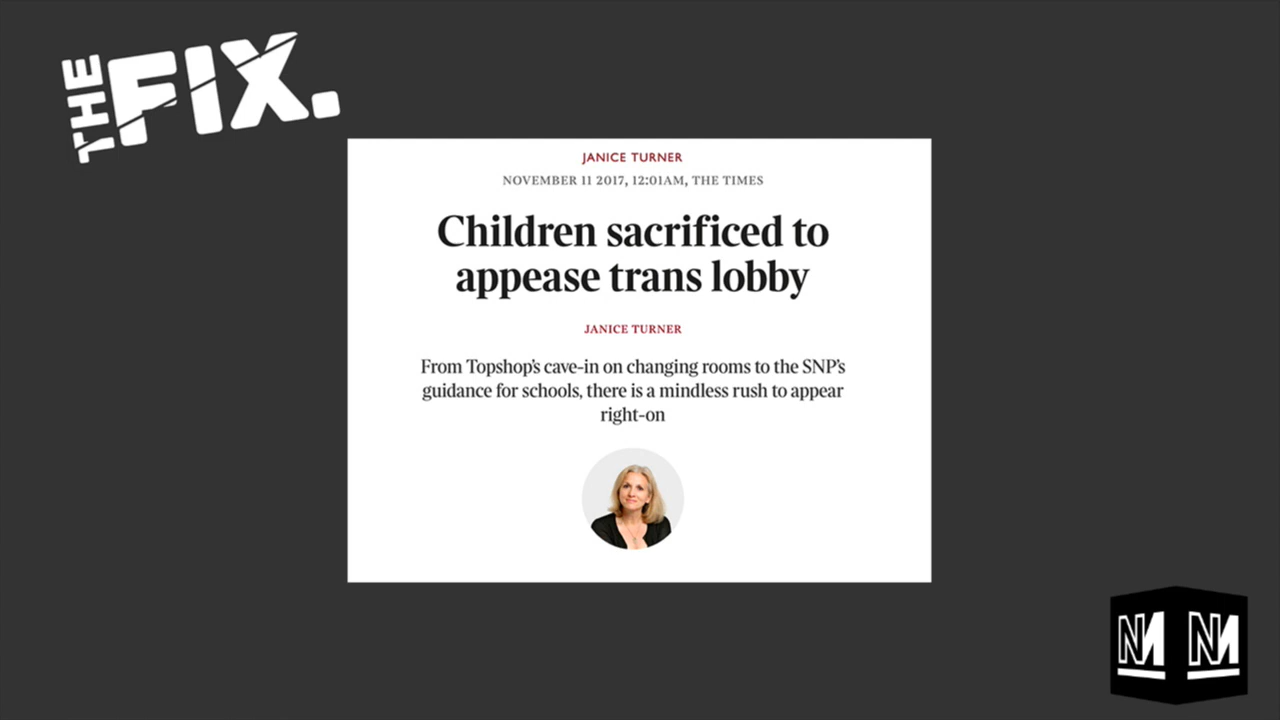 THE FIX.
JANICE TURNER
NOVEMBER 11 2017, 12:01AM, THE TIMES
Children sacrificed to
appease trans lobby
JANICE TURNER
From Topshop's cave-in on changing rooms to the SNP's
guidance for schools, there is a mindless rush to appear
right-on
NM NM